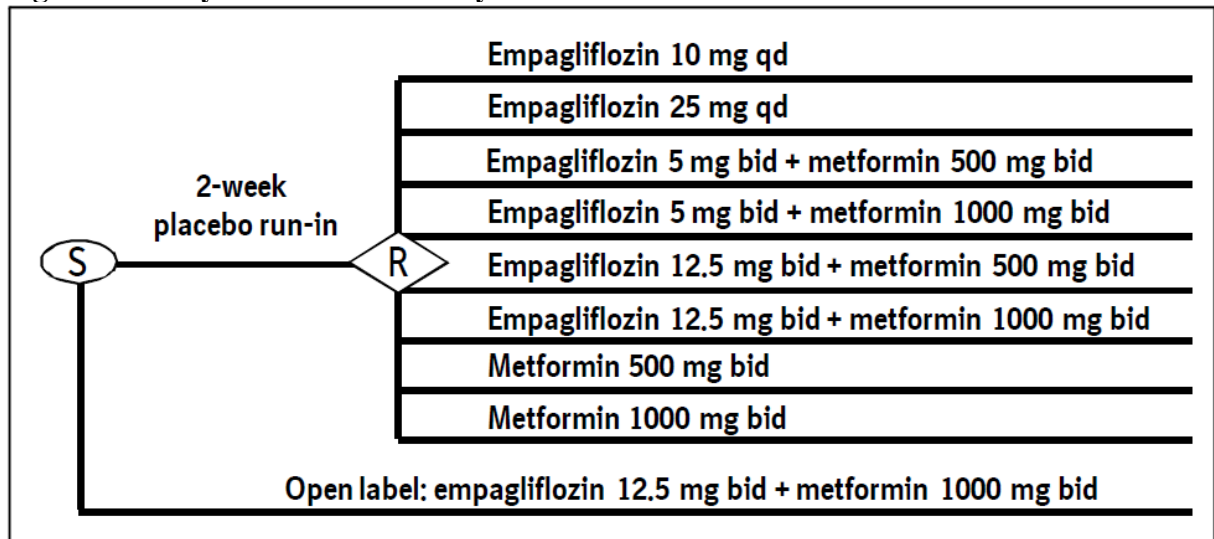 Empagliflozin 10 mg qd
Empagliflozin 25 mg qd
Empagliflozin 5 mg bid + metformin 500 mg bid
2-week
placebo run-in
Empagliflozin 5 mg bid + metformin 1000 mg bid
S
R
Empagliflozin 12.5 mg bid + metformin 500 mg bid
Empagliflozin 12.5 mg bid + metformin 1000 mg bid
Metformin 500 mg bid
Metformin 1000 mg bid
Open label: empagliflozin 12.5 mg bid + metformin 1000 mg bid